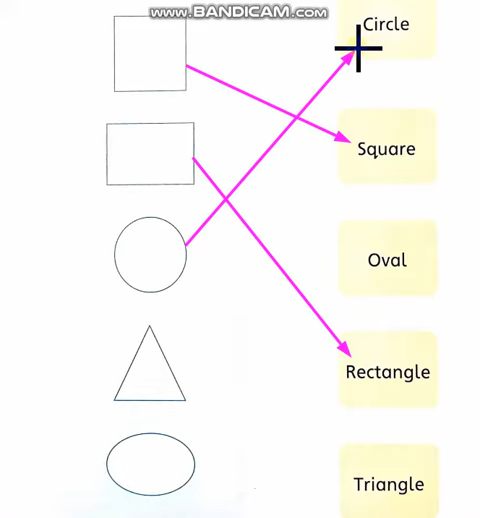 www.BANDICAM.com
Circle
Square
Oval
Rectangle
Triangle